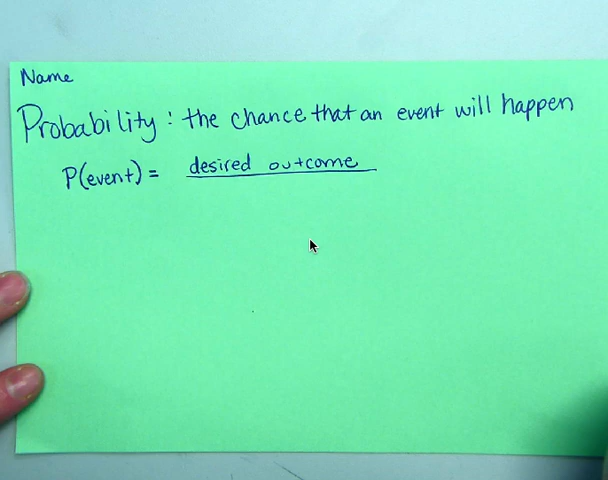 Name
Probability: the chance that an event will happen
P(event) = desired outcome